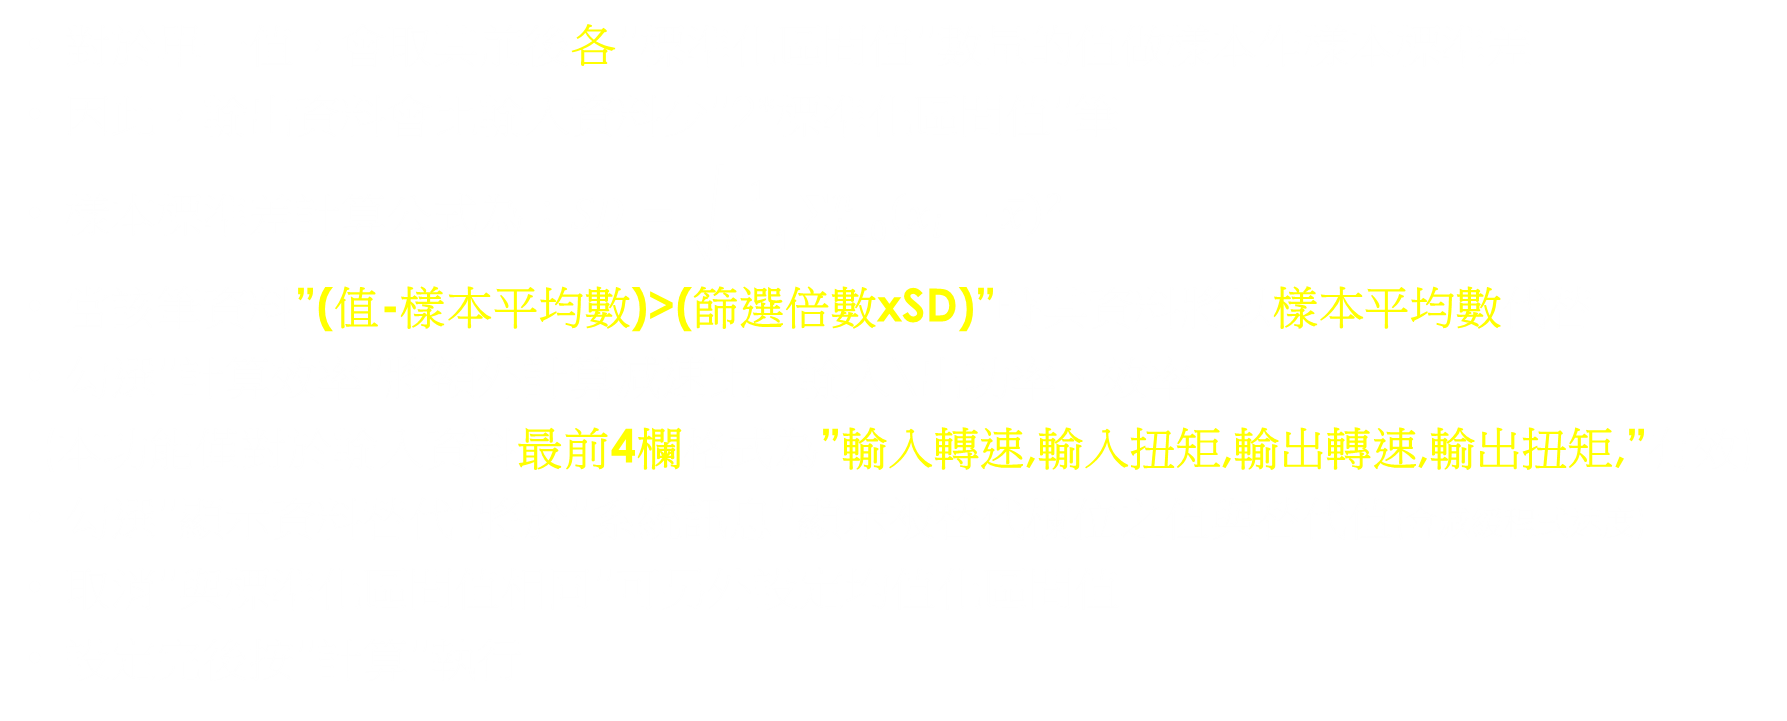 各
”(值-樣本平均數)>(篩選倍數xSD)” 樣本平均數
最前4欄 ”輸入轉速,輸入扭矩,輸出轉速,輸出扭矩,”